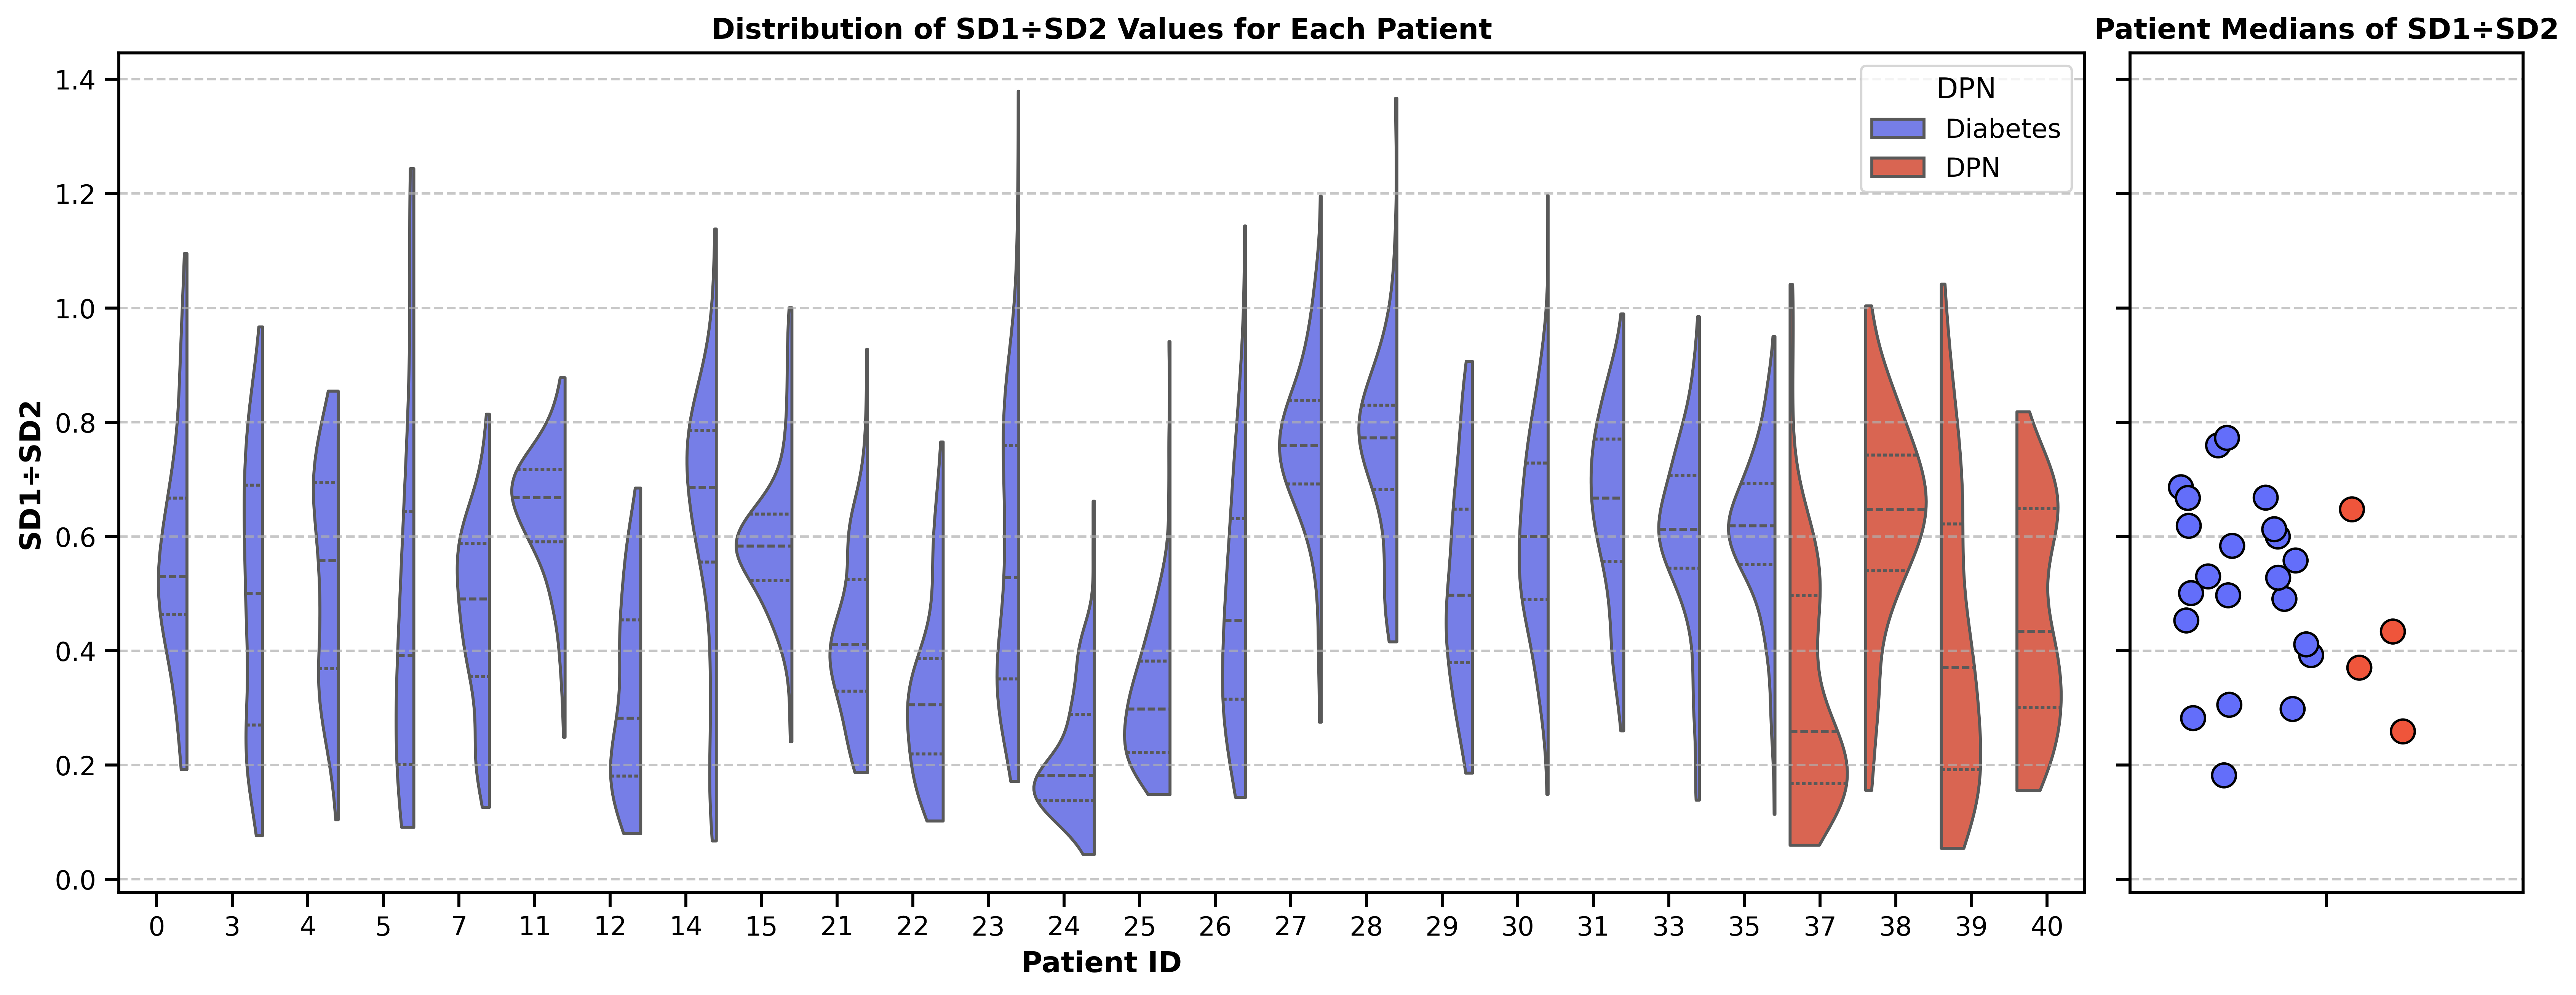 Distribution of SD1÷SD2 Values for Each Patient
Patient Medians of SD1÷SD2
DPN
Diabetes
DPN
SD1÷SD2
1.4
1.2
1.0
0.8
0.6
0.4
0.2
0.0
0 3 4 5 7 11 12 14 15 21 22 23 24 25 26 27 28 29 30 31 33 35 37 38 39 40
Patient ID